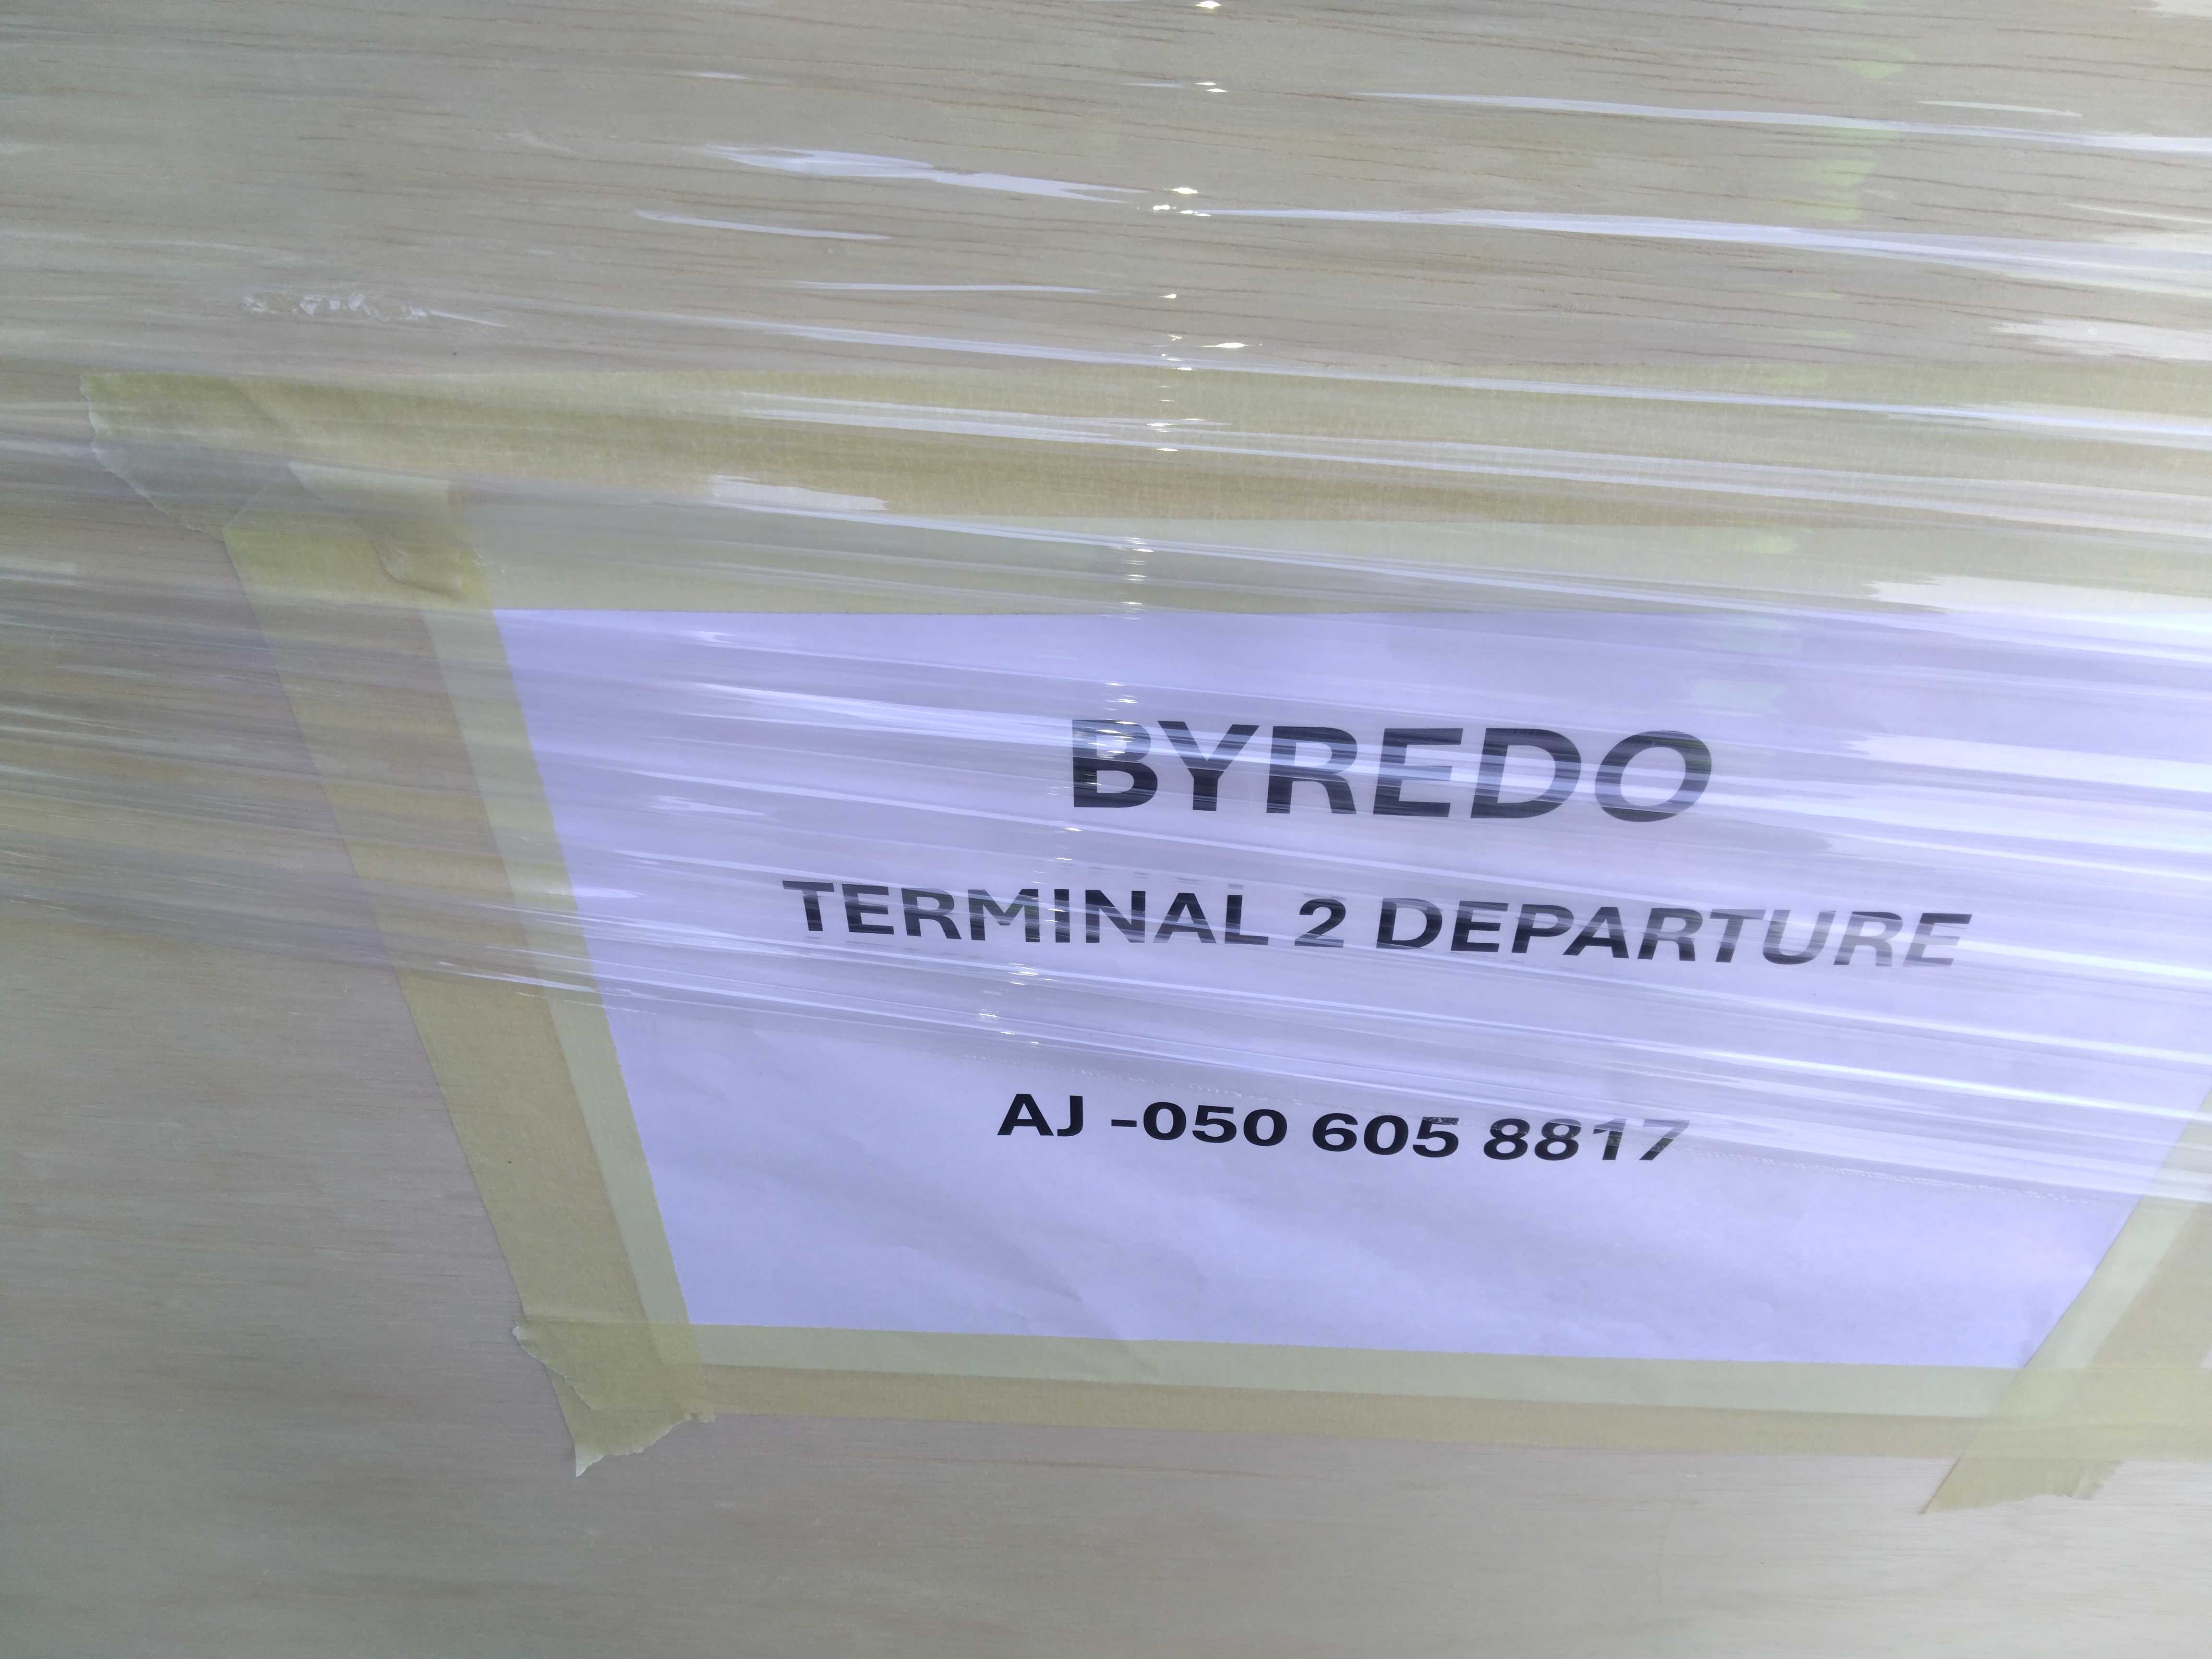 BYREDO
TERMINAL 2 DEPARTURE
AJ -050 605 8817